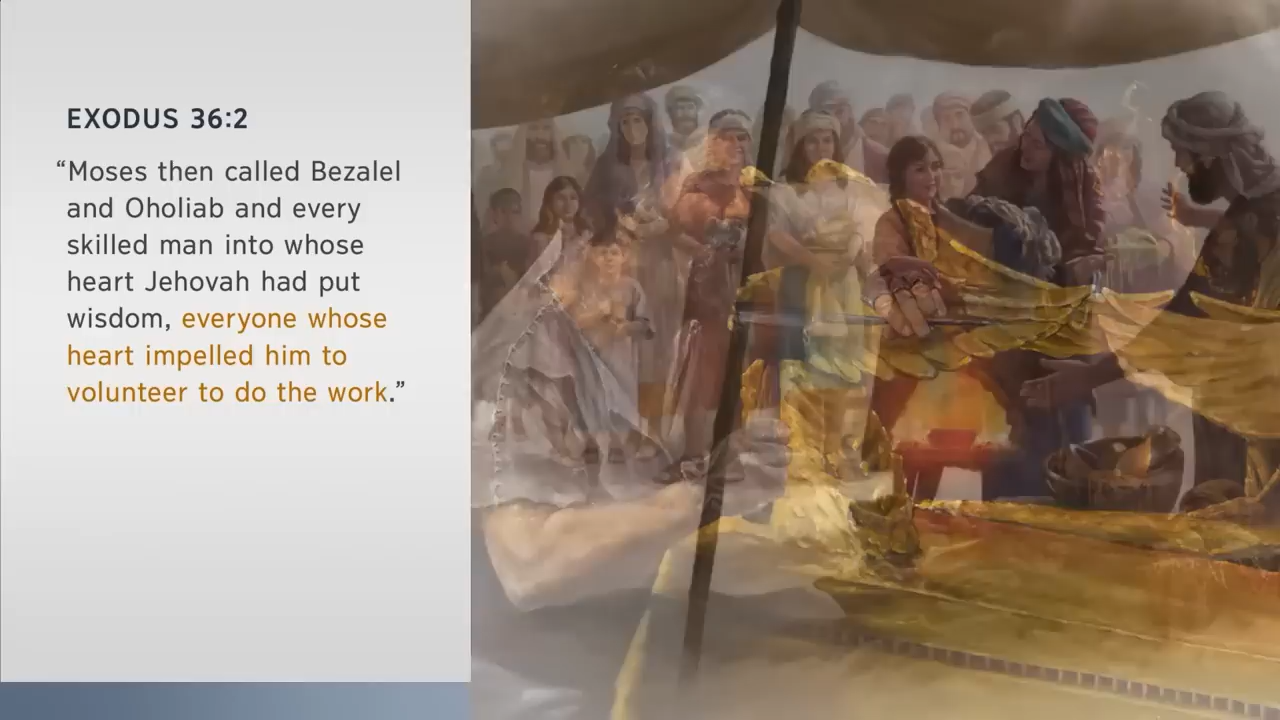 EXODUS 36:2
“Moses then called Bezalel
and Oholiab and every
skilled man into whose
heart Jehovah had put
wisdom, everyone whose
heart impelled him to
volunteer to do the work.”